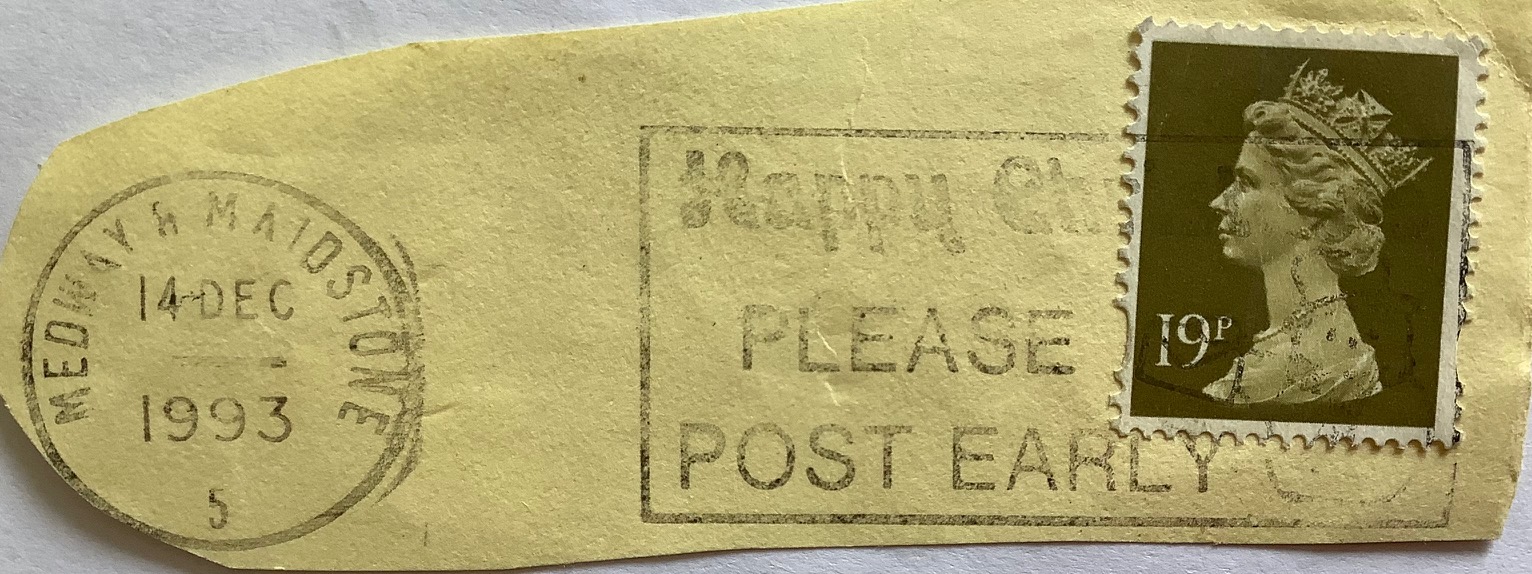 MEDWAY & MAIDSTONE
14 DEC
1993
5
Happy
PLEASE
POST EARLY
19P